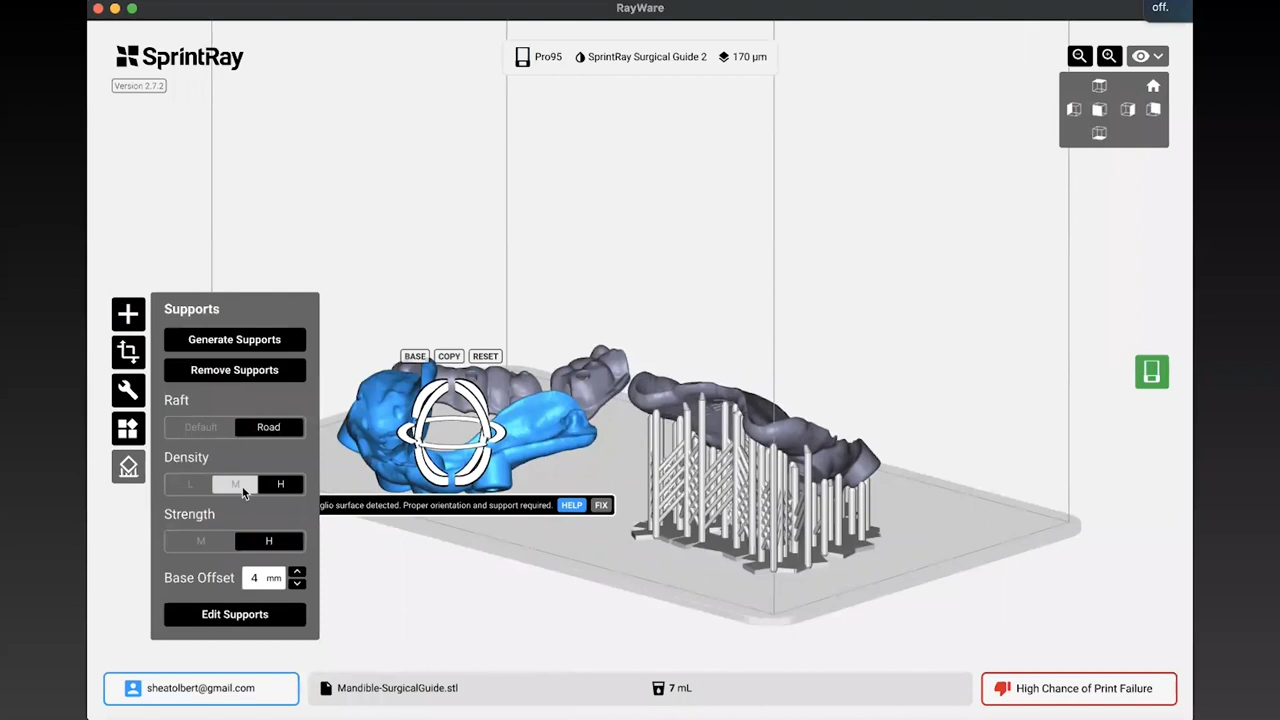 RayWare
off.
SprintRay
Version 2.7.2
Pro95 SprintRay Surgical Guide 2 170 µm
Supports
Generate Supports
Remove Supports
Raft
Default Road
Density
L M H
Strength
M H
Base Offset 4 mm
Edit Supports
BASE COPY RESET
glio surface detected. Proper orientation and support required. HELP FIX
sheatolbert@gmail.com
Mandible-SurgicalGuide.stl
7 mL
High Chance of Print Failure